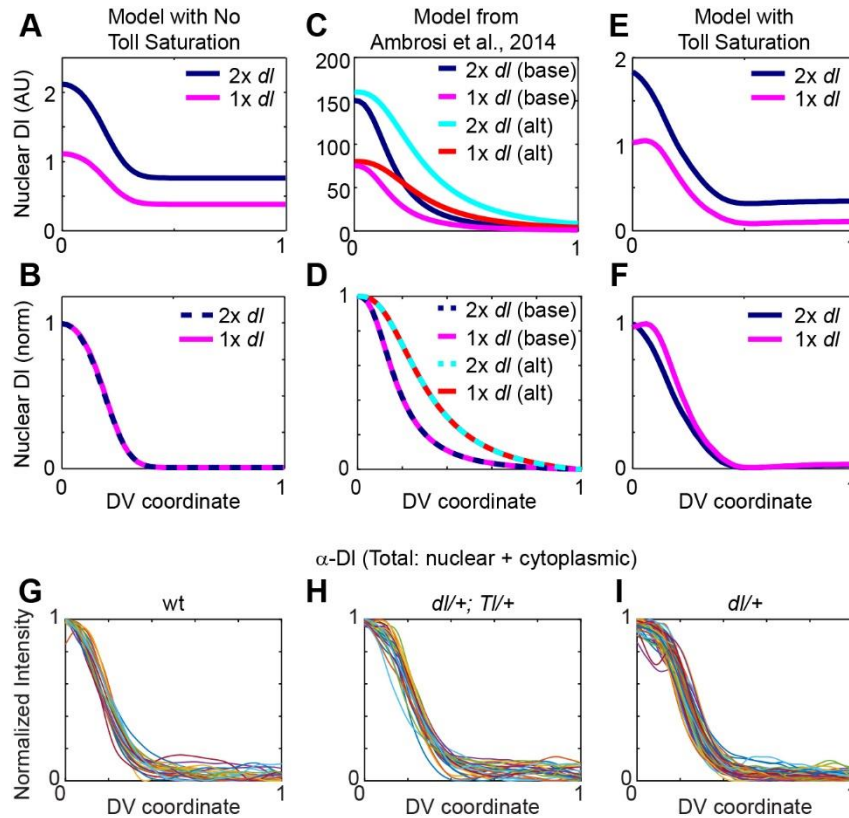 A
Model with No
Toll Saturation
Nuclear Dl (AU)
2
1
0
0
1
2x dl
1x dl
C
Model from
Ambrosi et al., 2014
200
150
100
50
0
0
1
2x dl (base)
1x dl (base)
2x dl (alt)
1x dl (alt)
E
Model with
Toll Saturation
2
1
0
0
1
2x dl
1x dl
B
Nuclear Dl (norm)
1
0
0
1
DV coordinate
2x dl
1x dl
D
1
0
0
1
DV coordinate
2x dl (base)
1x dl (base)
2x dl (alt)
1x dl (alt)
F
1
0
0
1
DV coordinate
2x dl
1x dl
α-Dl (Total: nuclear + cytoplasmic)
G
wt
Normalized Intensity
1
0
0
1
DV coordinate
H
dl/+; Tl/+
1
0
0
1
DV coordinate
I
dl/+
1
0
0
1
DV coordinate